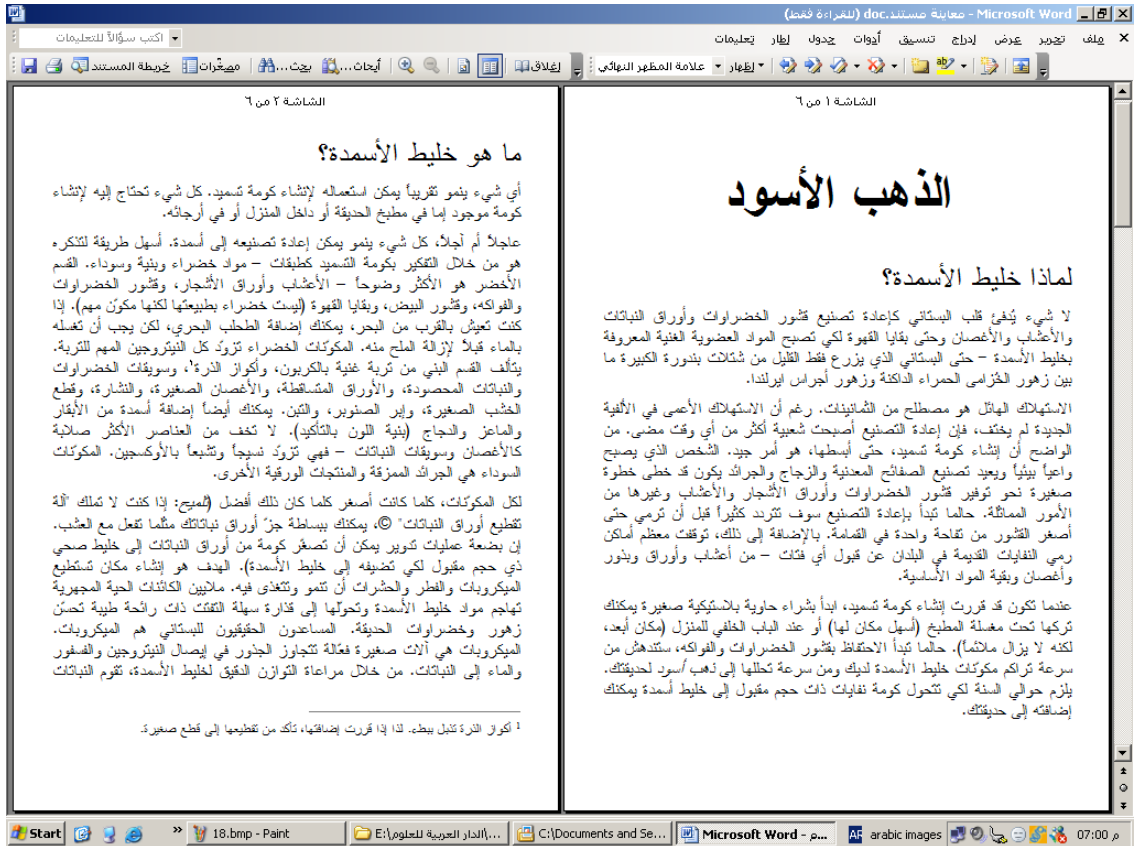 معاينة مستند.doc (للقراءة فقط) - Microsoft Word
ملف تحرير عرض إدراج تنسيق أدوات جدول إطار تعليمات
اكتب سؤالاً للتعليمات
علامة المظهر النهائي إظهار
إغلاق أبحاث... بحث... مصغّرات خريطة المستند
الشاشة ١ من ٦
الذهب الأسود
لماذا خليط الأسمدة؟
لا شيء يُدفئ قلب البستاني كإعادة تصنيع قشور الخضراوات وأوراق النباتات
والأعشاب والأغصان وحتى بقايا القهوة لكي تصبح المواد العضوية الغنية المعروفة
بخليط الأسمدة – حتى البستاني الذي يزرع فقط القليل من شتلات بندورة الكبيرة ما
بين زهور الخُزامى الحمراء الداكنة وزهور أجراس ايرلندا.
الاستهلاك الهائل هو مصطلح من الثمانينات. رغم أن الاستهلاك الأعمى في الألفية
الجديدة لم يختف، فإن إعادة التصنيع أصبحت شعبية أكثر من أي وقت مضى. من
الواضح أن إنشاء كومة تسميد، حتى أبسطها، هو أمر جيد. الشخص الذي يصبح
واعياً بيئياً ويعيد تصنيع الصفائح المعدنية والزجاج والجرائد يكون قد خطى خطوة
صغيرة نحو توفير قشور الخضراوات وأوراق الأشجار والأعشاب وغيرها من
الأمور المماثلة. حالما تبدأ بإعادة التصنيع سوف تتردد كثيراً قبل أن ترمي حتى
أصغر القشور من تفاحة واحدة في القمامة. بالإضافة إلى ذلك، توقفت معظم أماكن
رمي النفايات القديمة في البلدان عن قبول أي فتات – من أعشاب وأوراق وبذور
وأغصان وبقية المواد الأساسية.
عندما تكون قد قررت إنشاء كومة تسميد، ابدأ بشراء حاوية بلاستيكية صغيرة يمكنك
تركها تحت مغسلة المطبخ (أسهل مكان لها) أو عند الباب الخلفي للمنزل (مكان أبعد،
لكنه لا يزال ملائماً). حالما تبدأ الاحتفاظ بقشور الخضراوات والفواكه، ستندهش من
سرعة تراكم مكوّنات خليط الأسمدة لديك ومن سرعة تحللها إلى ذهب أسود لحديقتك.
يلزم حوالي السنة لكي تتحول كومة نفايات ذات حجم مقبول إلى خليط أسمدة يمكنك
إضافته إلى حديقتك.
الشاشة ٢ من ٦
ما هو خليط الأسمدة؟
أي شيء ينمو تقريباً يمكن استعماله لإنشاء كومة تسميد. كل شيء تحتاج إليه لإنشاء
كومة موجود إما في مطبخ الحديقة أو داخل المنزل أو في أرجائه.
عاجلاً أم آجلاً، كل شيء ينمو يمكن إعادة تصنيعه إلى أسمدة. أسهل طريقة لتتكره
هو من خلال التفكير بكومة التسميد كطبقات – مواد خضراء وبنية وسوداء. القسم
الأخضر هو الأكثر وضوحاً – الأعشاب وأوراق الأشجار، وقشور الخضراوات
والفواكه، وقشور البيض، وبقايا القهوة (ليست خضراء بطبيعتها لكنها مكوّن مهم). إذا
كنت تعيش بالقرب من البحر، يمكنك إضافة الطحلب البحري، لكن يجب أن تغسله
بالماء قبلاً لإزالة الملح منه. المكوّنات الخضراء تزوّد كل النيتروجين المهم للتربة.
يتألف القسم البني من تربة غنية بالكربون، وأكواز الذرة¹، وسويقات الخضراوات
والنباتات المحصودة، والأوراق المتساقطة، والأغصان الصغيرة، والنشارة، وقطع
الخشب الصغيرة، وإبر الصنوبر، والتبن. يمكنك أيضاً إضافة أسمدة من الأبقار
والماعز والدجاج (بنية اللون بالتأكيد). لا تخف من العناصر الأكثر صلابة
كالأغصان وسويقات النباتات – فهي تزوّد نسيجاً وتشبعاً بالأوكسجين. المكوّنات
السوداء هي الجرائد الممزقة والمنتجات الورقية الأخرى.
لكل المكوّنات، كلما كانت أصغر كلما كان ذلك أفضل (تلميح: إذا كنت لا تملك "آلة
تقطيع أوراق النباتات" ©، يمكنك ببساطة جزّ أوراق نباتاتك مثلما تفعل مع العشب.
إن بضعة عمليات تدوير يمكن أن تصغّر كومة من أوراق النباتات إلى خليط صحي
ذي حجم مقبول لكي تضيفه إلى خليط الأسمدة). الهدف هو إنشاء مكان تستطيع
الميكروبات والفطر والحشرات أن تنمو وتتغذى فيه. ملايين الكائنات الحية المجهرية
تهاجم مواد خليط الأسمدة وتحوّلها إلى قذارة سهلة التفتت ذات رائحة طيبة تحسّن
زهور وخضراوات الحديقة. المساعدون الحقيقيون للبستاني هم الميكروبات.
الميكروبات هي آلات صغيرة فعّالة تتجاوز الجذور في إيصال النيتروجين والفسفور
والماء إلى النباتات. من خلال مراعاة التوازن الدقيق لخليط الأسمدة، تقوم النباتات
¹ أكواز الذرة تذبل ببطء. لذا إذا قررت إضافتها، تأكد من تقطيعها إلى قطع صغيرة.
Start » 18.bmp - Paint E:\الدار العربية للعلوم\... C:\Documents and Se... Microsoft Word - م... AR arabic images 07:00 م